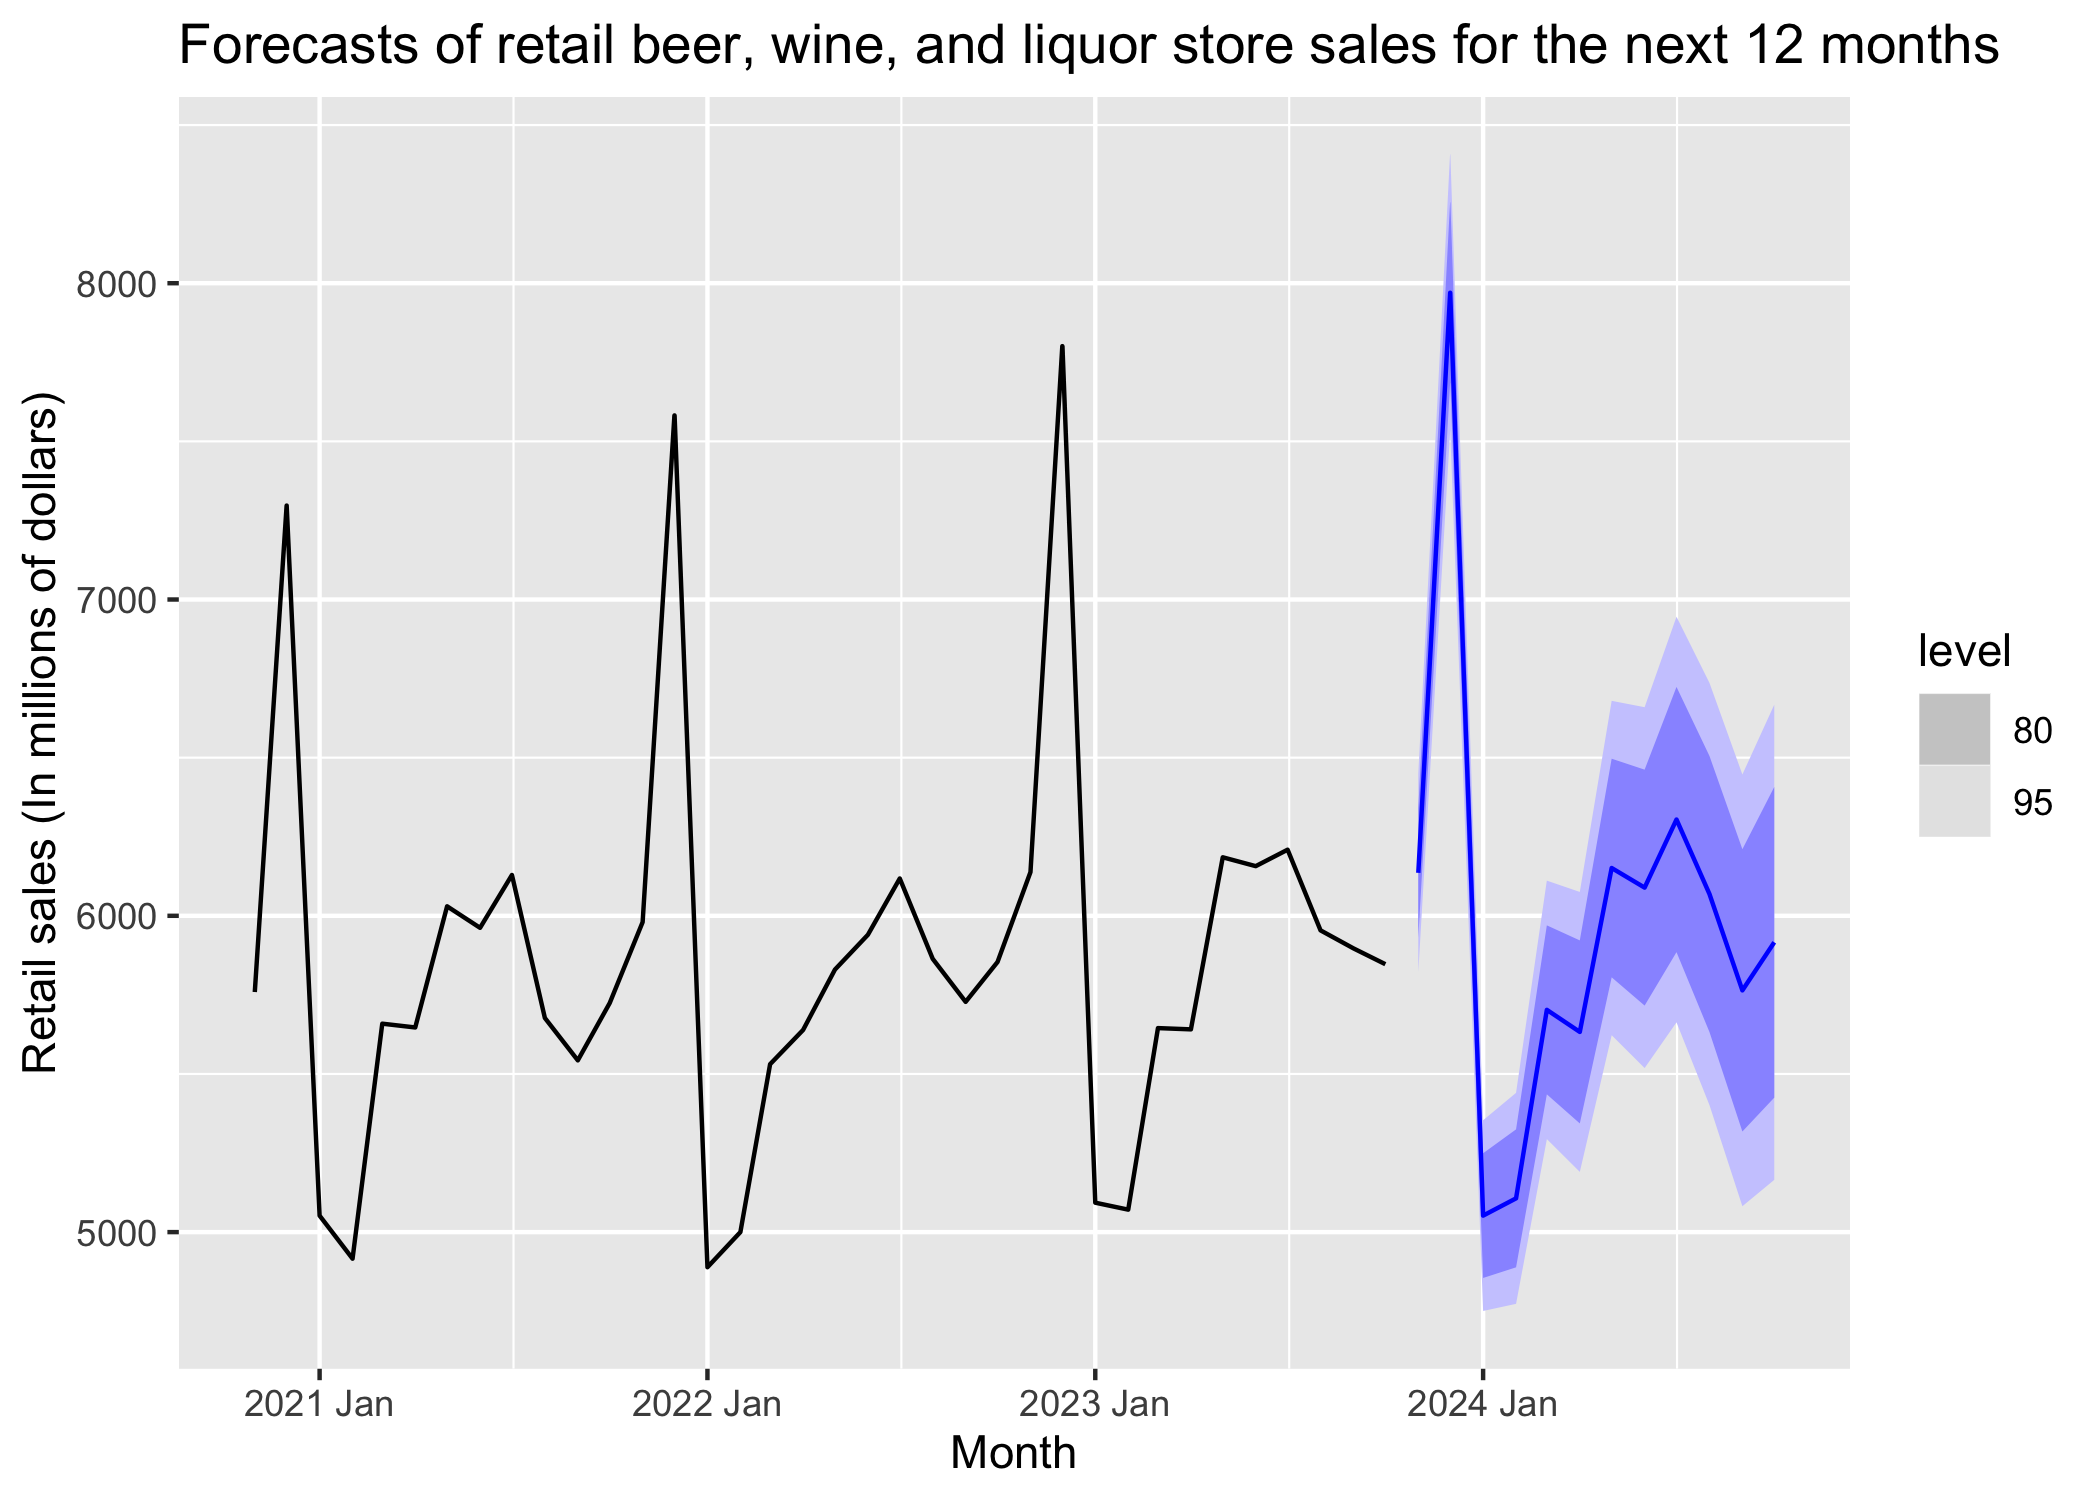 Forecasts of retail beer, wine, and liquor store sales for the next 12 months
Retail sales (In millions of dollars)
8000
7000
6000
5000
2021 Jan
2022 Jan
2023 Jan
2024 Jan
Month
level
80
95